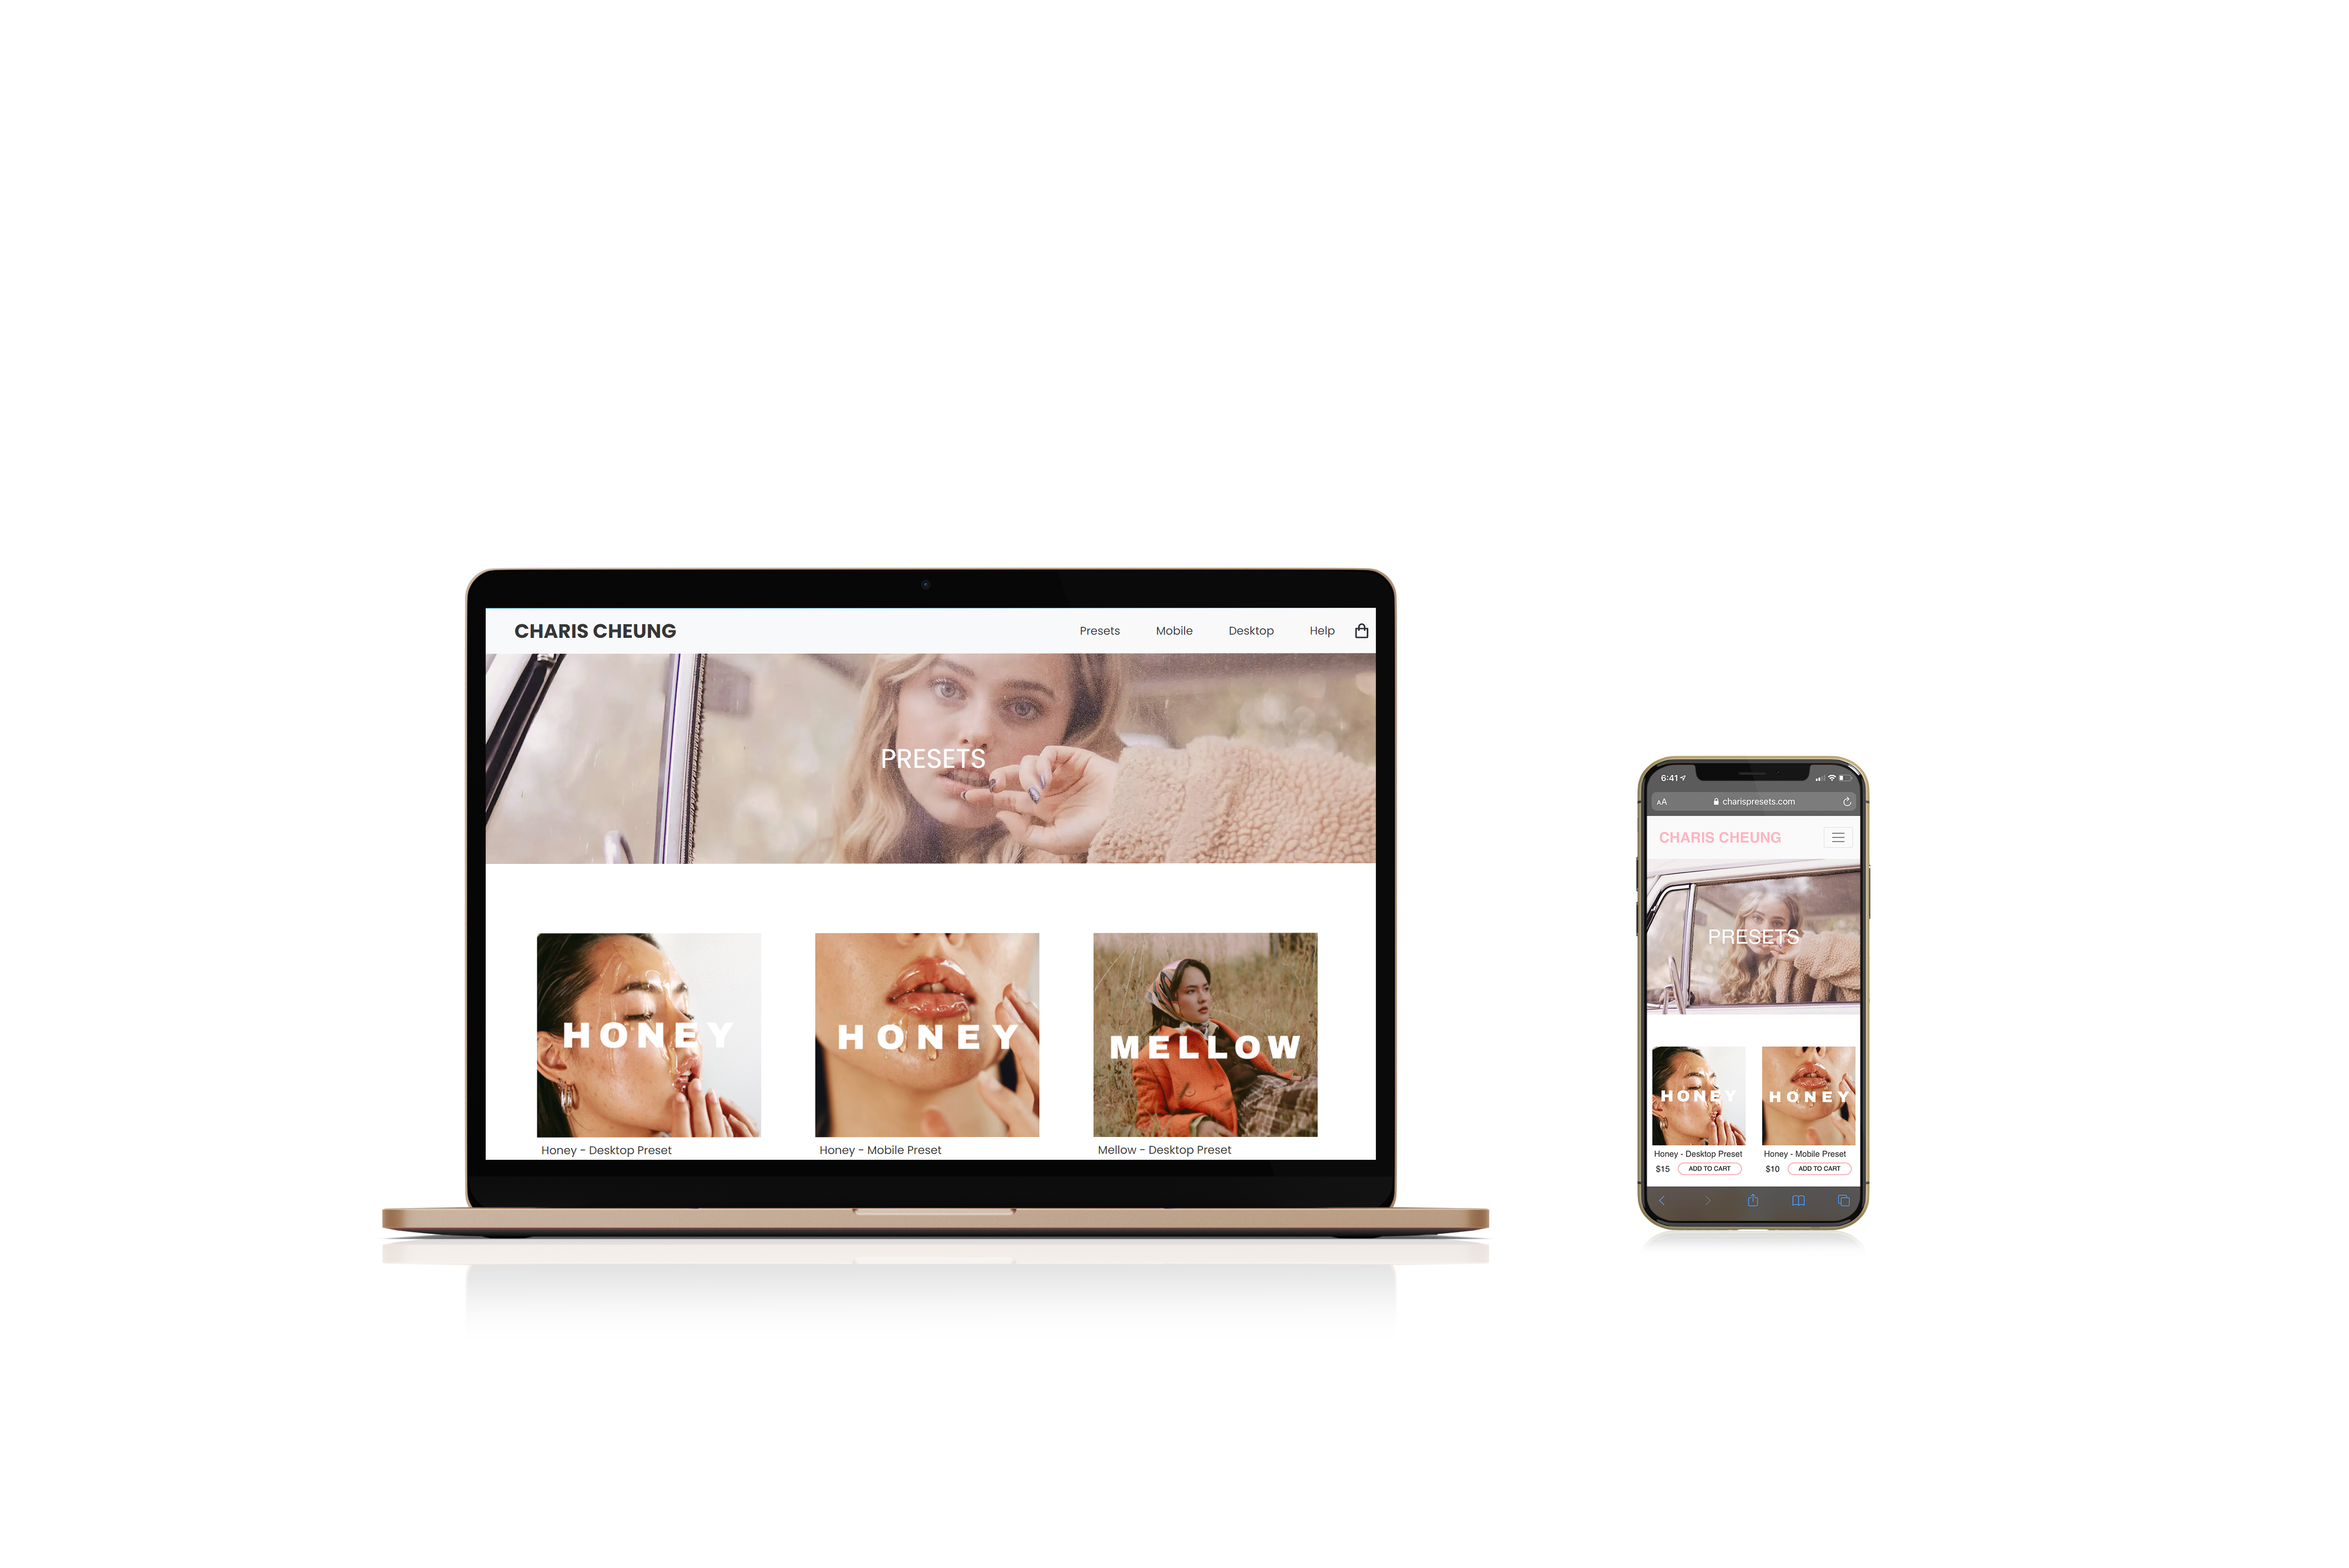 CHARIS CHEUNG
Presets Mobile Desktop Help
PRESETS
HONEY
HONEY
MELLOW
Honey - Desktop Preset
Honey - Mobile Preset
Mellow - Desktop Preset
6:41
AA charispresets.com
CHARIS CHEUNG
PRESETS
HONEY
HONEY
Honey - Desktop Preset
Honey - Mobile Preset
$15 ADD TO CART
$10 ADD TO CART